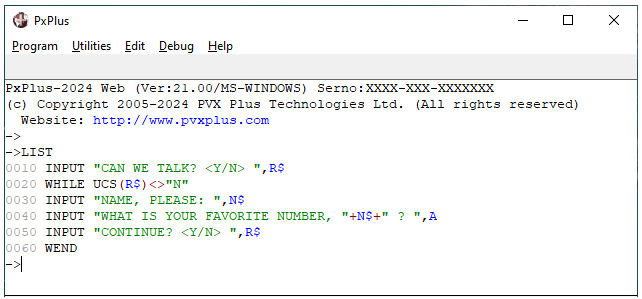 PxPlus
Program Utilities Edit Debug Help
PxPlus-2024 Web (Ver:21.00/MS-WINDOWS) Serno:XXXX-XXX-XXXXXXX
(c) Copyright 2005-2024 PVX Plus Technologies Ltd. (All rights reserved)
Website: http://www.pvxplus.com
->
->LIST
0010 INPUT "CAN WE TALK? <Y/N> ",R$
0020 WHILE UCS(R$)<>"N"
0030 INPUT "NAME, PLEASE: ",N$
0040 INPUT "WHAT IS YOUR FAVORITE NUMBER, "+N$+" ? ",A
0050 INPUT "CONTINUE? <Y/N> ",R$
0060 WEND
->